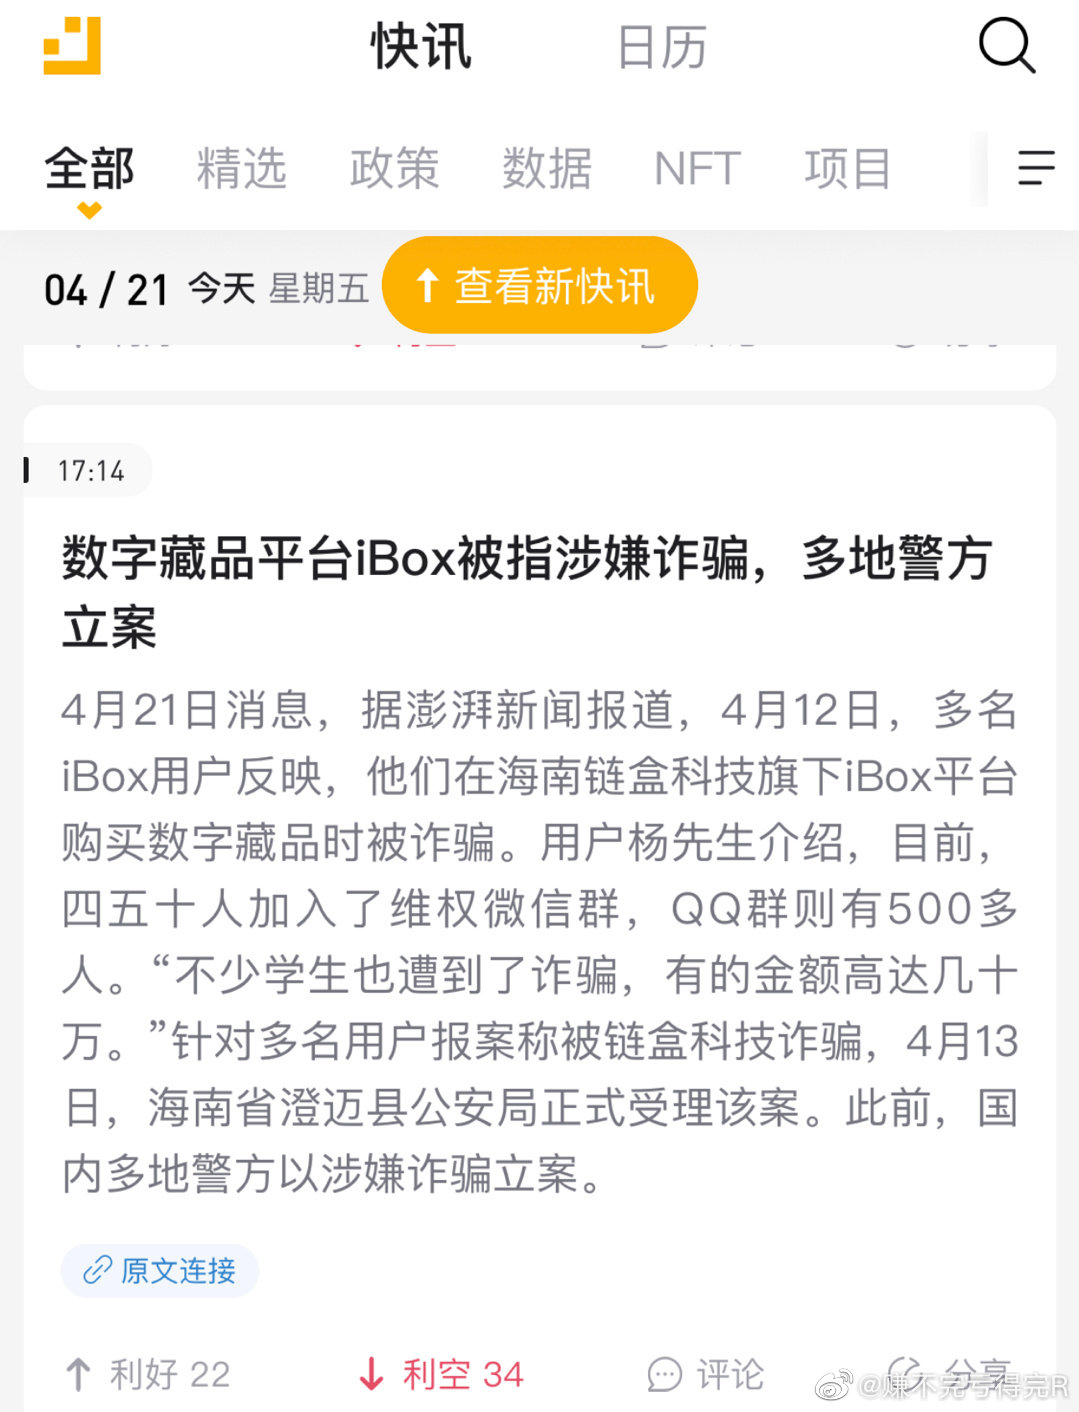 快讯 日历
全部 精选 政策 数据 NFT 项目
04 / 21 今天 星期五 查看新快讯
17:14
数字藏品平台iBox被指涉嫌诈骗，多地警方
立案
4月21日消息，据澎湃新闻报道，4月12日，多名
iBox用户反映，他们在海南链盒科技旗下iBox平台
购买数字藏品时被诈骗。用户杨先生介绍，目前，
四五十人加入了维权微信群，QQ群则有500多
人。“不少学生也遭到了诈骗，有的金额高达几十
万。”针对多名用户报案称被链盒科技诈骗，4月13
日，海南省澄迈县公安局正式受理该案。此前，国
内多地警方以涉嫌诈骗立案。
原文连接
利好 22 利空 34 评论 分享
@赚不完亏得完R